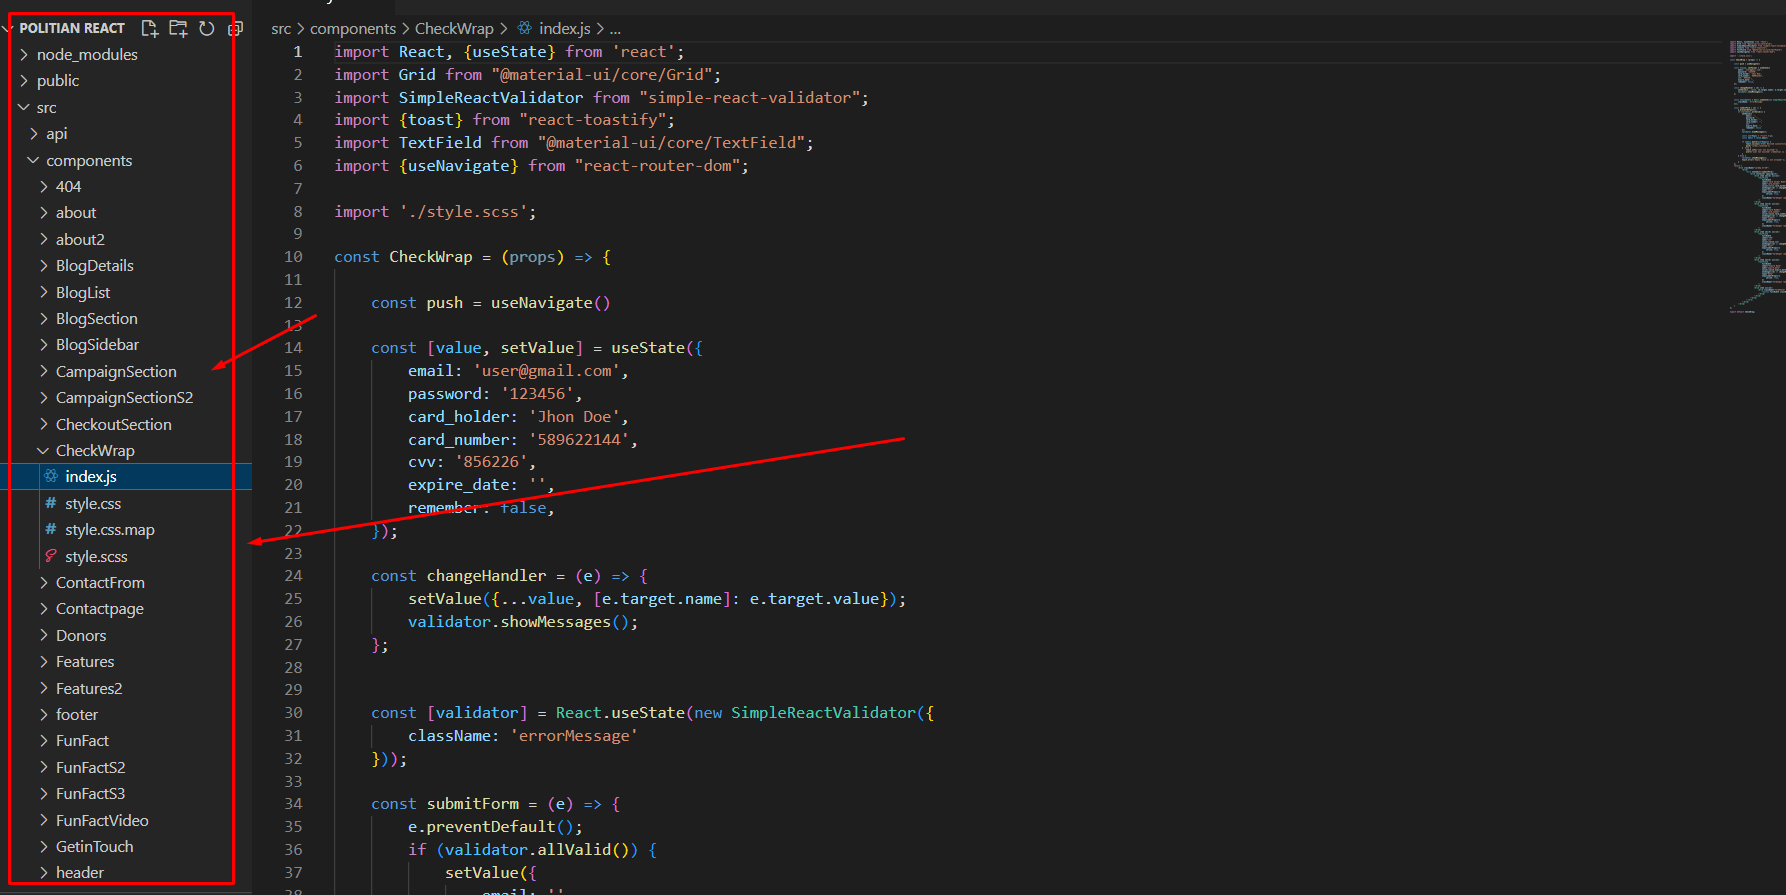 POLITIAN REACT
node_modules
public
src
api
components
404
about
about2
BlogDetails
BlogList
BlogSection
BlogSidebar
CampaignSection
CampaignSectionS2
CheckoutSection
CheckWrap
index.js
# style.css
# style.css.map
style.scss
ContactFrom
Contactpage
Donors
Features
Features2
footer
FunFact
FunFactS2
FunFactS3
FunFactVideo
GetinTouch
header
src > components > CheckWrap > index.js > ...
1 import React, {useState} from 'react';
2 import Grid from "@material-ui/core/Grid";
3 import SimpleReactValidator from "simple-react-validator";
4 import {toast} from "react-toastify";
5 import TextField from "@material-ui/core/TextField";
6 import {useNavigate} from "react-router-dom";
7
8 import './style.scss';
9
10 const CheckWrap = (props) => {
11
12 const push = useNavigate()
13
14 const [value, setValue] = useState({
15 email: 'user@gmail.com',
16 password: '123456',
17 card_holder: 'Jhon Doe',
18 card_number: '589622144',
19 cvv: '856226',
20 expire_date: '',
21 remember: false,
22 });
23
24 const changeHandler = (e) => {
25 setValue({...value, [e.target.name]: e.target.value});
26 validator.showMessages();
27 };
28
29
30 const [validator] = React.useState(new SimpleReactValidator({
31 className: 'errorMessage'
32 }));
33
34 const submitForm = (e) => {
35 e.preventDefault();
36 if (validator.allValid()) {
37 setValue({
38 email: ''